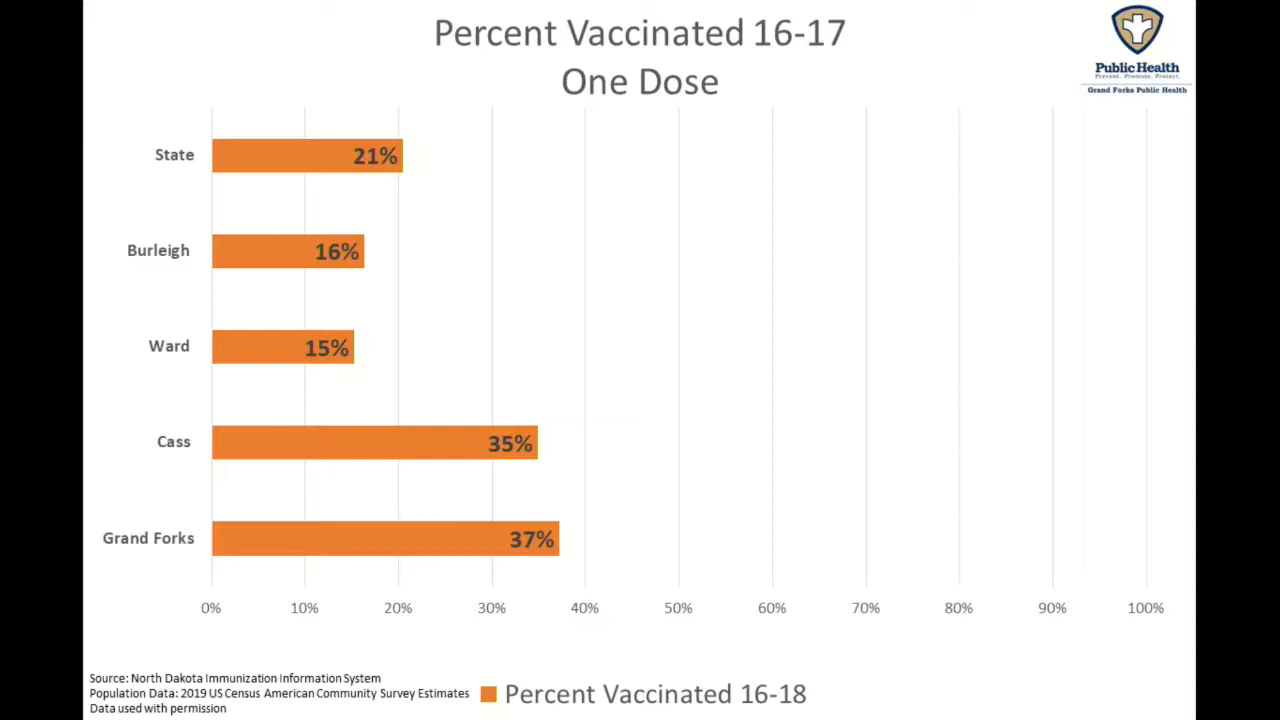 Percent Vaccinated 16-17
One Dose
Public Health
Prevent. Promote. Protect.
Grand Forks Public Health
State
21%
Burleigh
16%
Ward
15%
Cass
35%
Grand Forks
37%
0% 10% 20% 30% 40% 50% 60% 70% 80% 90% 100%
Source: North Dakota Immunization Information System
Population Data: 2019 US Census American Community Survey Estimates
Data used with permission
Percent Vaccinated 16-18